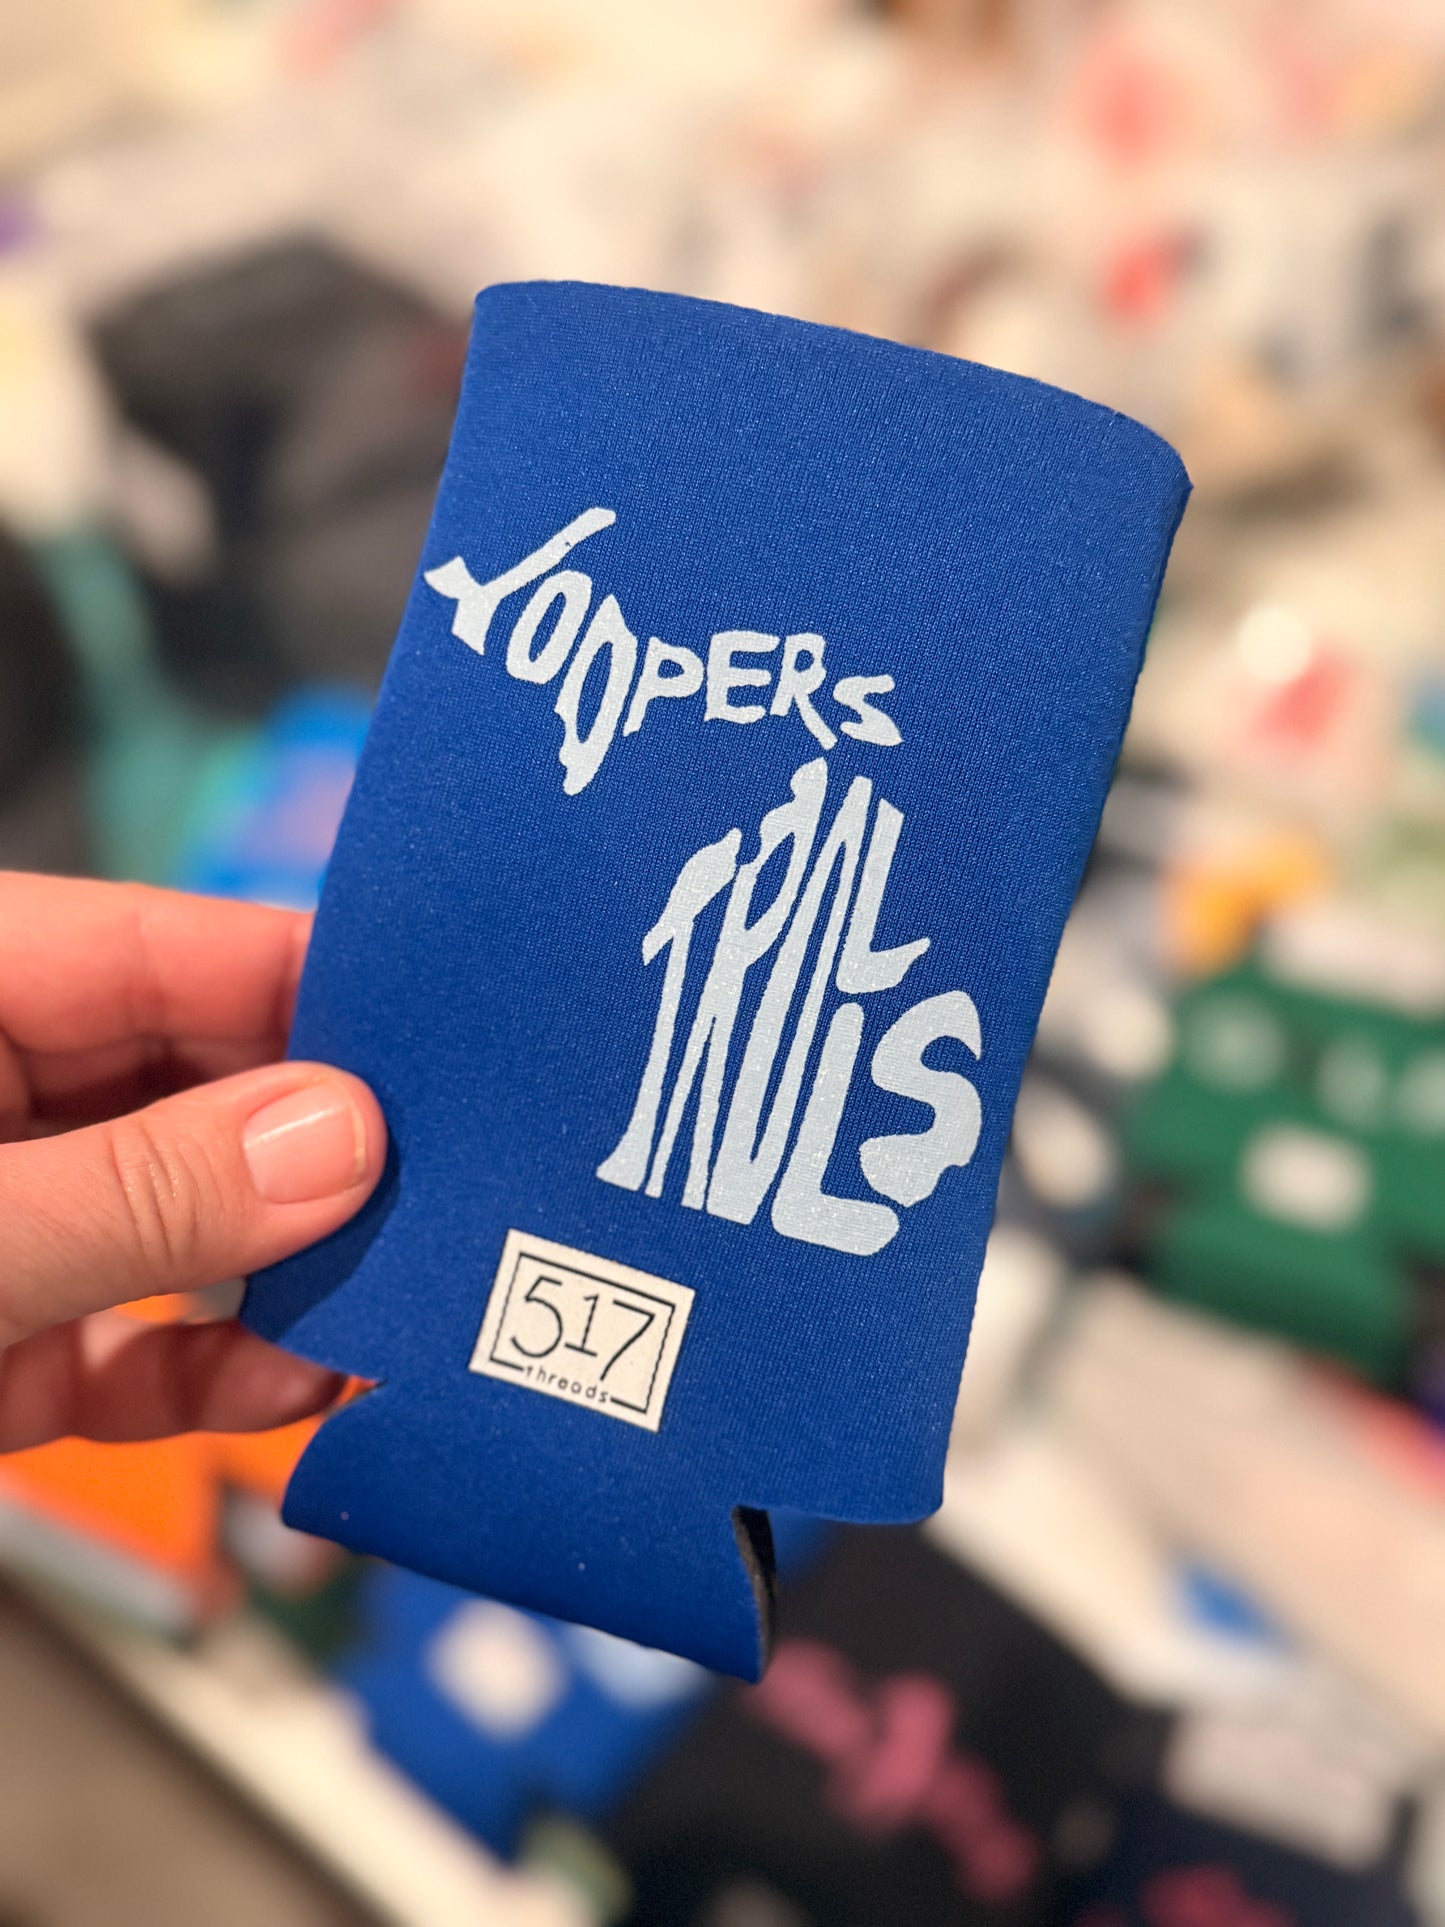 YOOPERS
TROLLS
517
threads